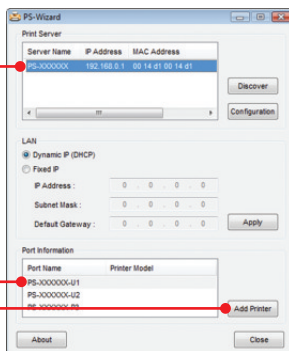 PS-Wizard
Print Server
Server Name IP Address MAC Address
PS-XXXXXX 192.168.0.1 00 14 d1 00 14 d1
Discover
Configuration
LAN
Dynamic IP (DHCP)
Fixed IP
IP Address : 0 . 0 . 0 . 0
Subnet Mask : 0 . 0 . 0 . 0
Default Gateway : 0 . 0 . 0 . 0
Apply
Port Information
Port Name Printer Model
PS-XXXXXX-U1
PS-XXXXXX-U2
Add Printer
About Close